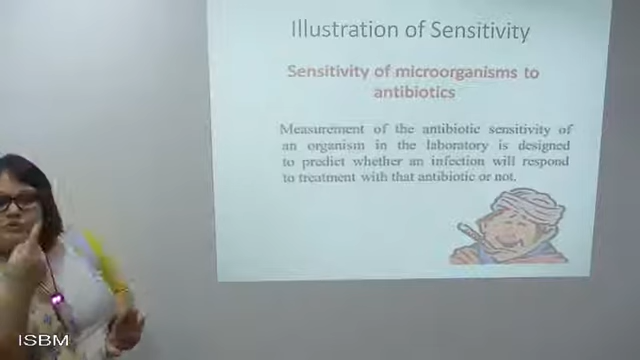 Illustration of Sensitivity
Sensitivity of microorganisms to
antibiotics
Measurement of the antibiotic sensitivity of
an organism in the laboratory is designed
to predict whether an infection will respond
to treatment with that antibiotic or not.
ISBM